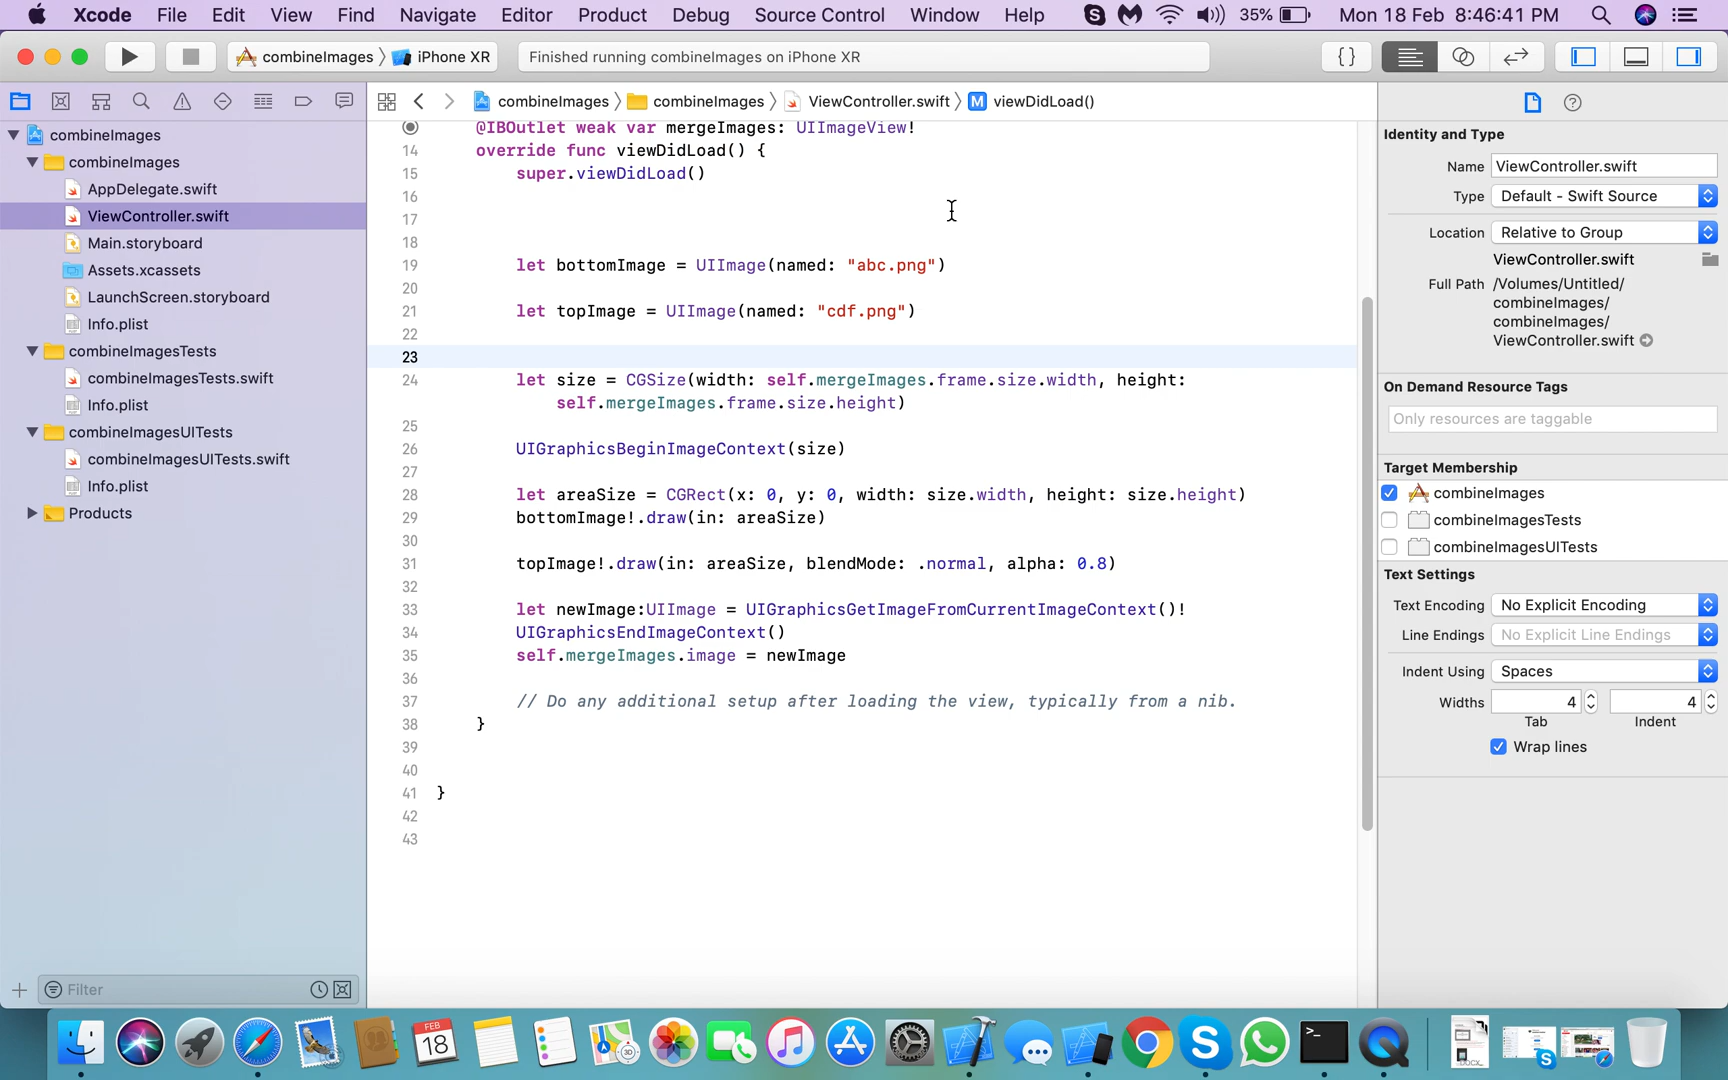 Xcode File Edit View Find Navigate Editor Product Debug Source Control Window Help 35% Mon 18 Feb 8:46:41 PM
combineImages iPhone XR Finished running combineImages on iPhone XR { }
combineImages combineImages ViewController.swift M viewDidLoad()
combineImages
combineImages
AppDelegate.swift
ViewController.swift
Main.storyboard
Assets.xcassets
LaunchScreen.storyboard
Info.plist
combineImagesTests
combineImagesTests.swift
Info.plist
combineImagesUITests
combineImagesUITests.swift
Info.plist
Products
Filter
@IBOutlet weak var mergeImages: UIImageView!
14 override func viewDidLoad() {
15 super.viewDidLoad()
16
17
18
19 let bottomImage = UIImage(named: "abc.png")
20
21 let topImage = UIImage(named: "cdf.png")
22
23
24 let size = CGSize(width: self.mergeImages.frame.size.width, height:
self.mergeImages.frame.size.height)
25
26 UIGraphicsBeginImageContext(size)
27
28 let areaSize = CGRect(x: 0, y: 0, width: size.width, height: size.height)
29 bottomImage!.draw(in: areaSize)
30
31 topImage!.draw(in: areaSize, blendMode: .normal, alpha: 0.8)
32
33 let newImage:UIImage = UIGraphicsGetImageFromCurrentImageContext()!
34 UIGraphicsEndImageContext()
35 self.mergeImages.image = newImage
36
37 // Do any additional setup after loading the view, typically from a nib.
38 }
39
40
41 }
42
43
Identity and Type
Name ViewController.swift
Type Default - Swift Source
Location Relative to Group
ViewController.swift
Full Path /Volumes/Untitled/
combineImages/
combineImages/
ViewController.swift
On Demand Resource Tags
Only resources are taggable
Target Membership
combineImages
combineImagesTests
combineImagesUITests
Text Settings
Text Encoding No Explicit Encoding
Line Endings No Explicit Line Endings
Indent Using Spaces
Widths 4 4
Tab Indent
Wrap lines
FEB
18
3D
>_
DOCX